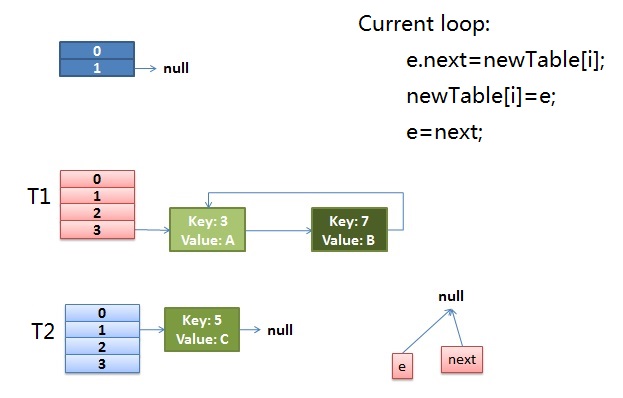 Current loop:
e.next=newTable[i];
newTable[i]=e;
e=next;
0
1
null
T1
0
1
2
3
Key: 3
Value: A
Key: 7
Value: B
T2
0
1
2
3
Key: 5
Value: C
null
null
e
next